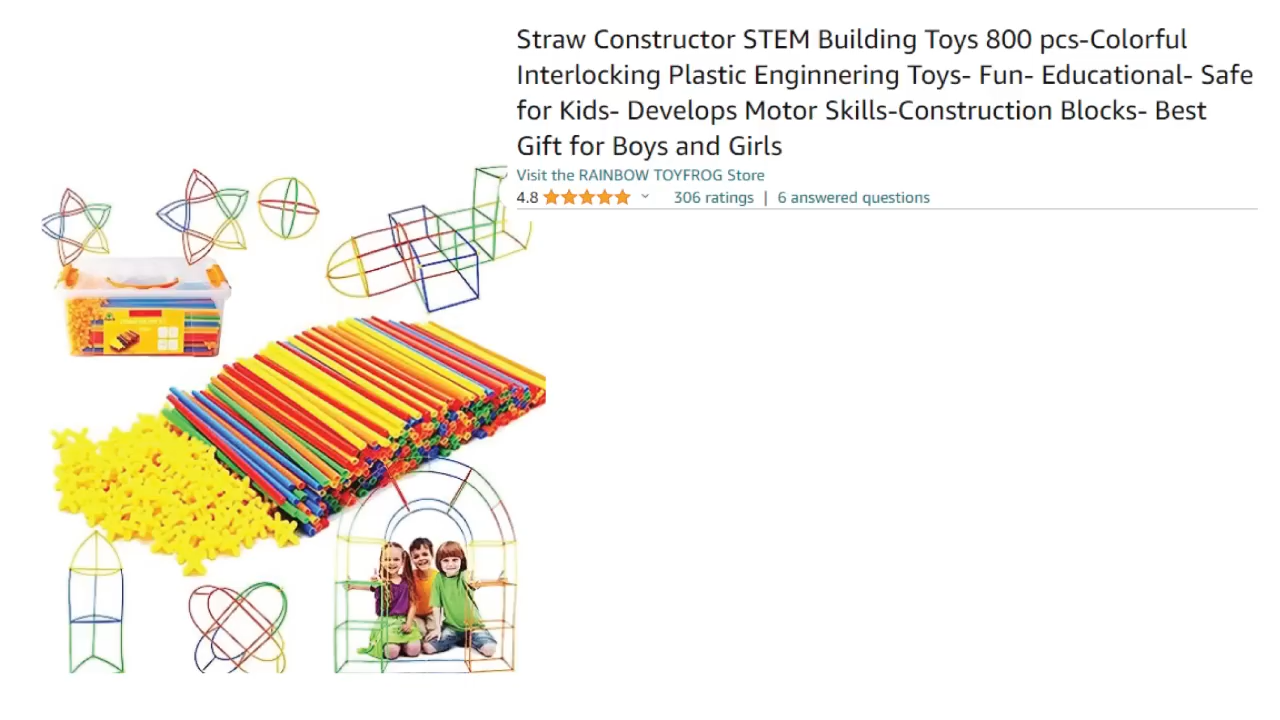 Straw Constructor STEM Building Toys 800 pcs-Colorful
Interlocking Plastic Enginnering Toys- Fun- Educational- Safe
for Kids- Develops Motor Skills-Construction Blocks- Best
Gift for Boys and Girls
Visit the RAINBOW TOYFROG Store
4.8 306 ratings | 6 answered questions